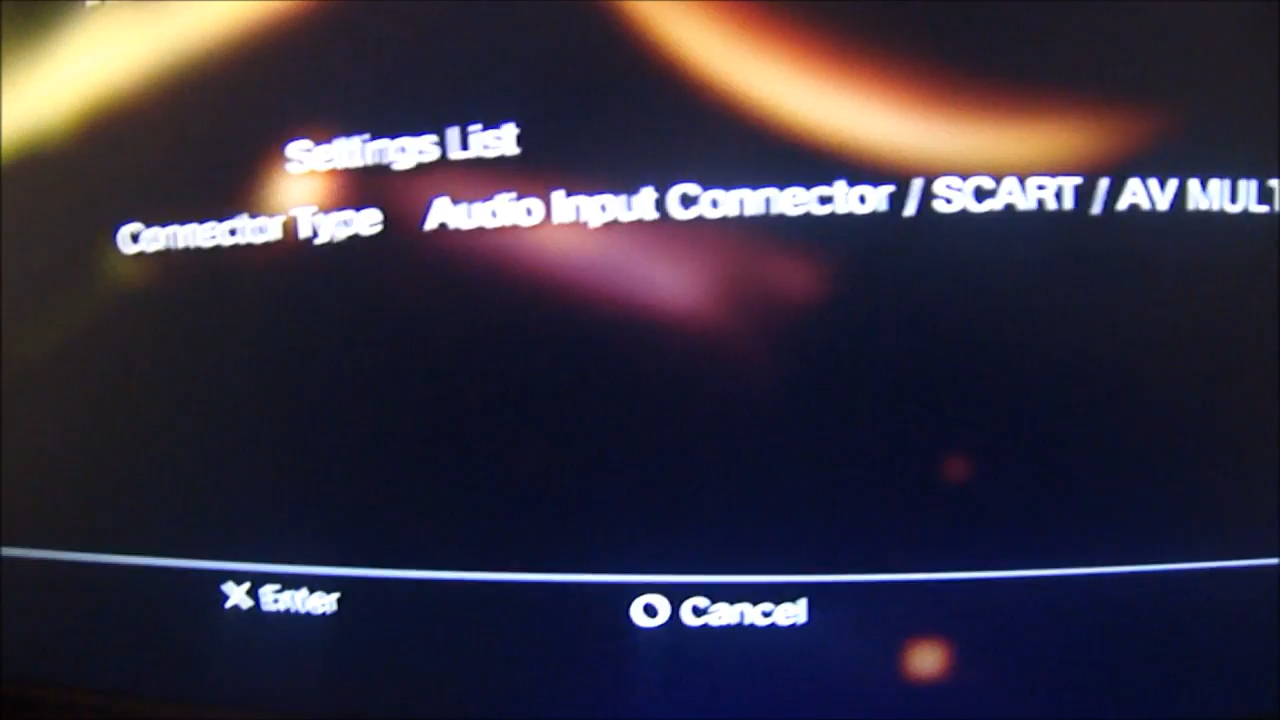 Settings List
Connector Type Audio Input Connector / SCART / AV MULT
X Enter O Cancel